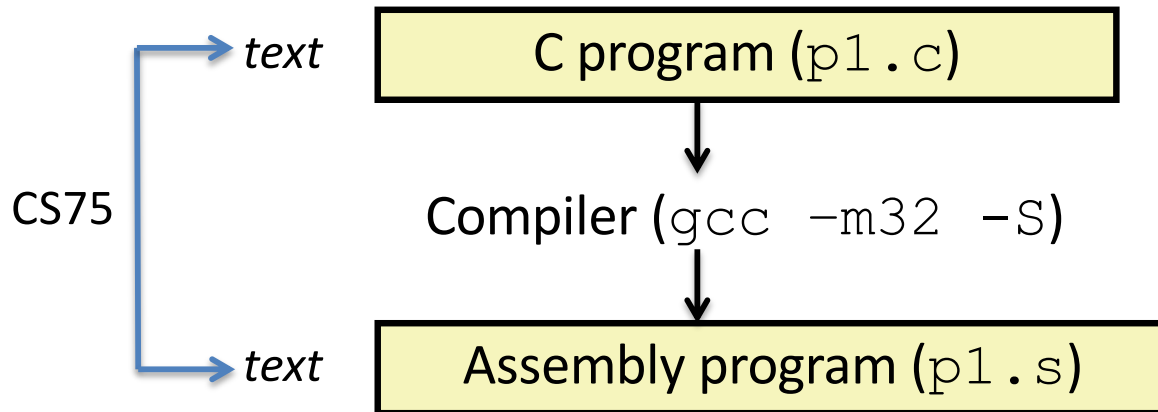 text C program (p1.c)
CS75 Compiler (gcc –m32 -S)
text Assembly program (p1.s)